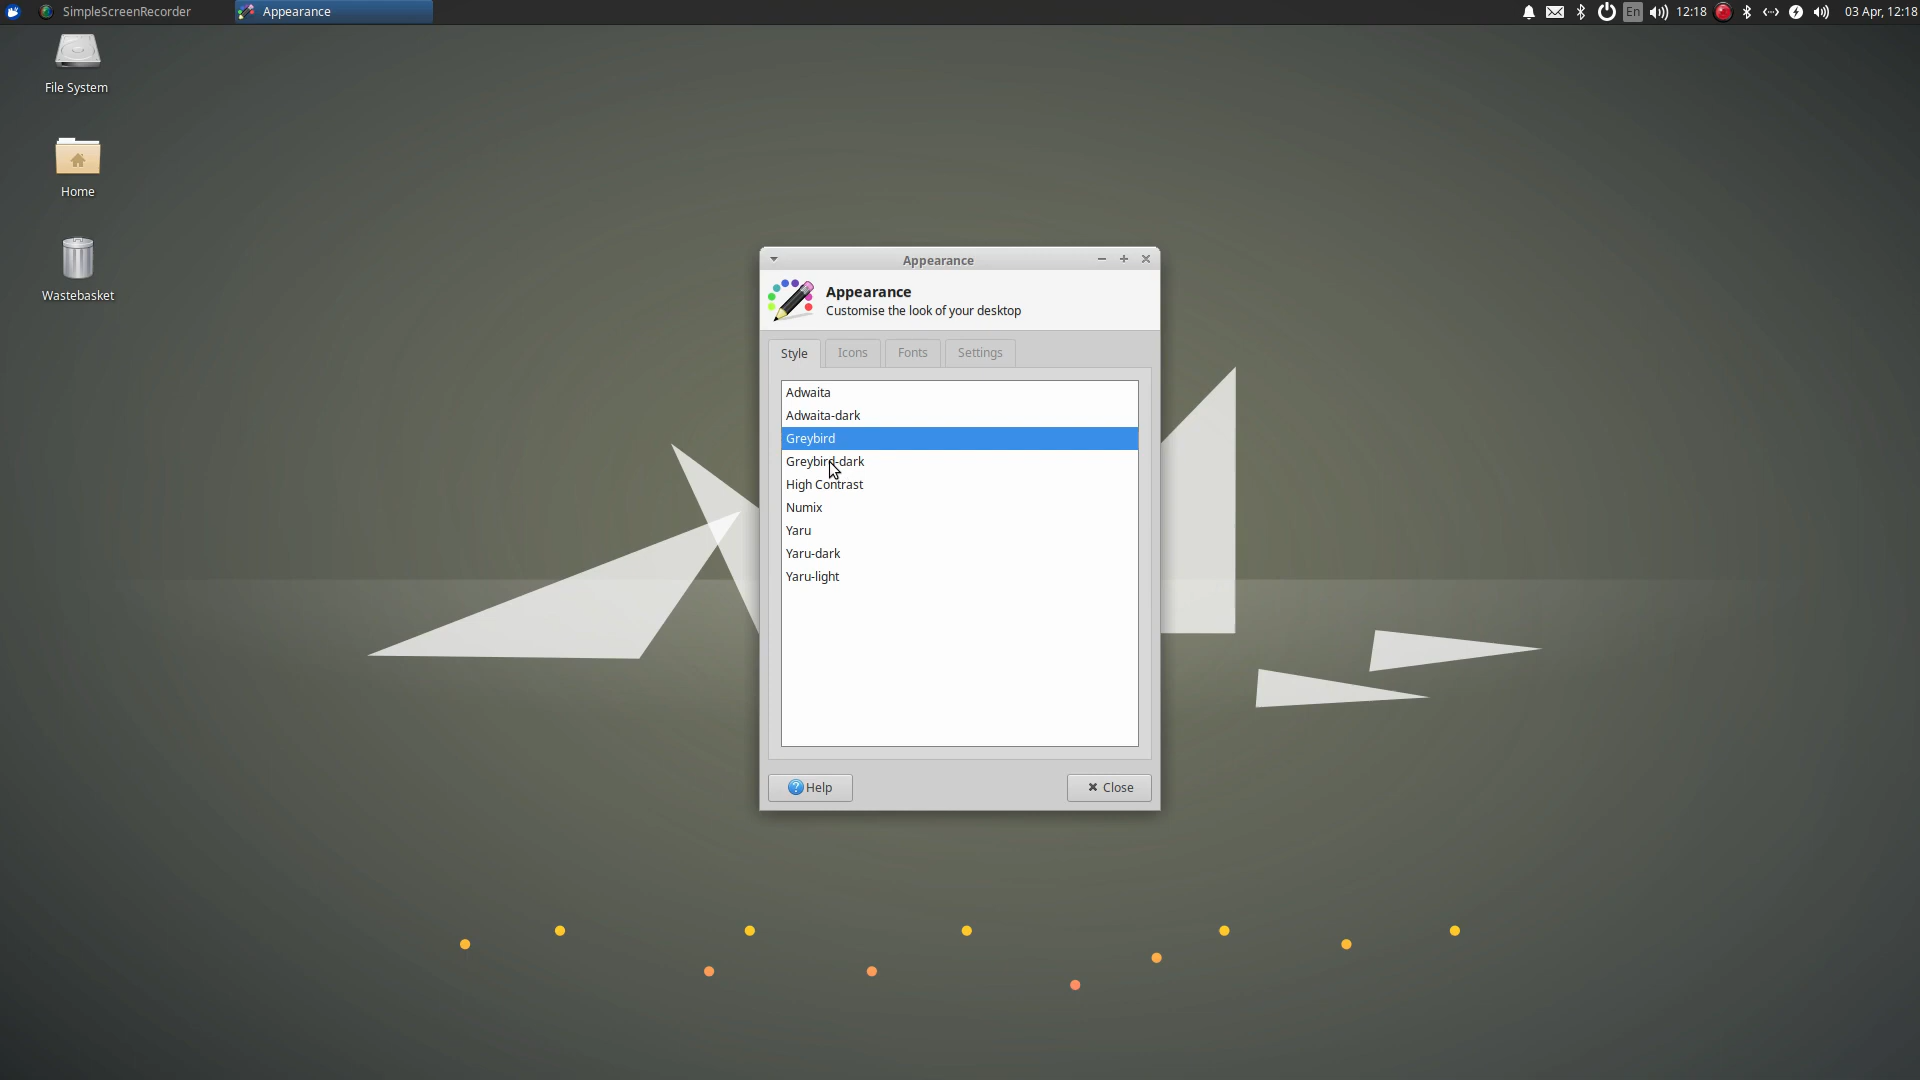 SimpleScreenRecorder
Appearance
En
12:18
03 Apr, 12:18
File System
Home
Wastebasket
Appearance
Appearance
Customise the look of your desktop
Style
Icons
Fonts
Settings
Adwaita
Adwaita-dark
Greybird
Greybird-dark
High Contrast
Numix
Yaru
Yaru-dark
Yaru-light
? Help
Close